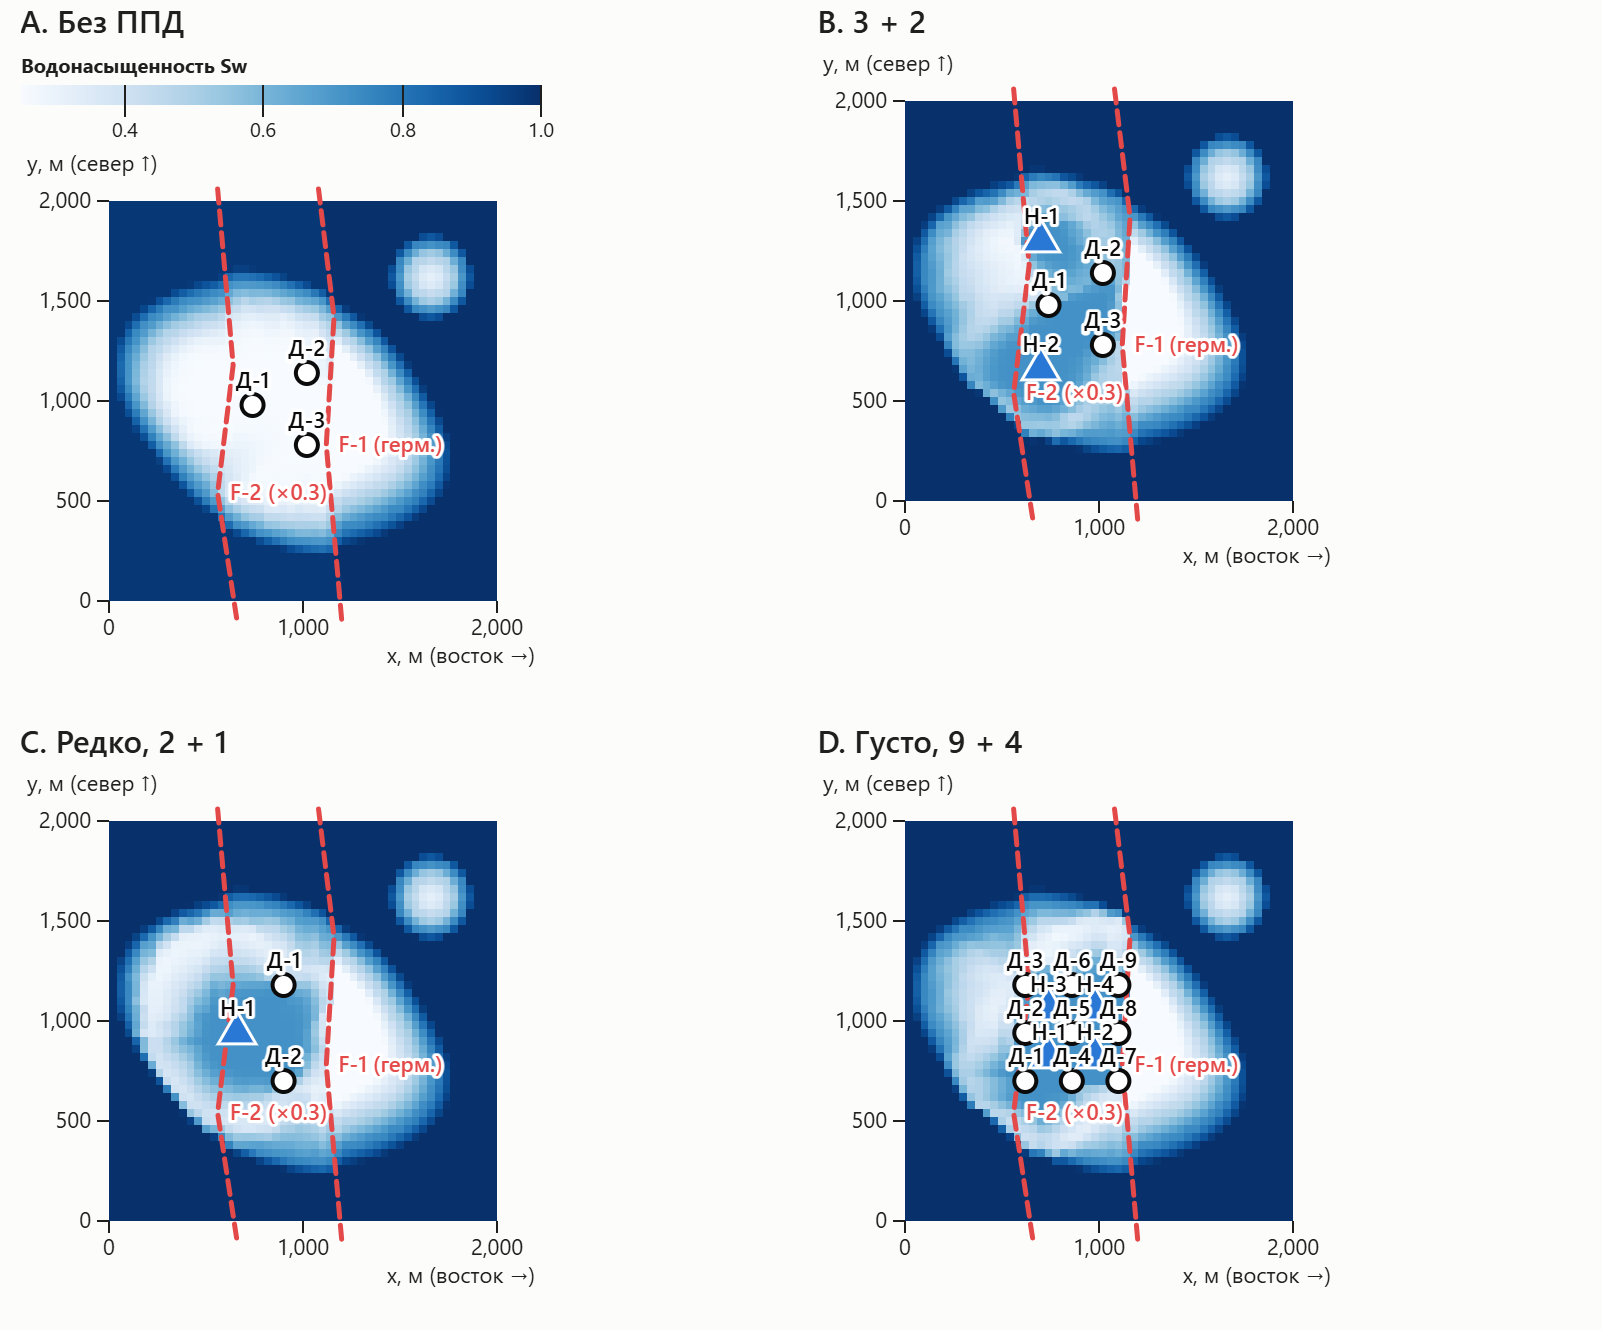 A. Без ППД
Водонасыщенность Sw
0.4 0.6 0.8 1.0
y, м (север ↑)
2,000
1,500
1,000
500
0
0 1,000 2,000
x, м (восток →)
Д-2
Д-1
Д-3
F-1 (герм.)
F-2 (×0.3)
B. 3 + 2
y, м (север ↑)
2,000
1,500
1,000
500
0
0 1,000 2,000
x, м (восток →)
Н-1
Д-2
Д-1
Д-3
Н-2
F-1 (герм.)
F-2 (×0.3)
C. Редко, 2 + 1
y, м (север ↑)
2,000
1,500
1,000
500
0
0 1,000 2,000
x, м (восток →)
Д-1
Н-1
Д-2
F-1 (герм.)
F-2 (×0.3)
D. Густо, 9 + 4
y, м (север ↑)
2,000
1,500
1,000
500
0
0 1,000 2,000
x, м (восток →)
Д-3 Д-6 Д-9
Н-3 Н-4
Д-2 Д-5 Д-8
Н-1 Н-2
Д-1 Д-4 Д-7
F-1 (герм.)
F-2 (×0.3)